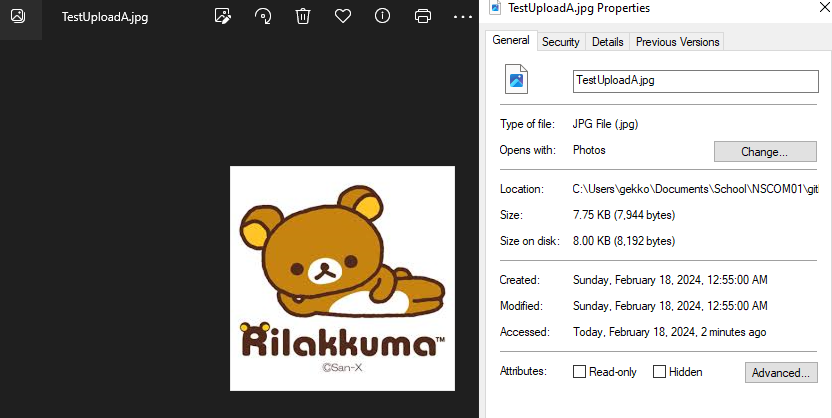 TestUploadA.jpg
Rilakkuma™
©San-X
TestUploadA.jpg Properties
General Security Details Previous Versions
TestUploadA.jpg
Type of file: JPG File (.jpg)
Opens with: Photos Change...
Location: C:\Users\gekko\Documents\School\NSCOM01\git
Size: 7.75 KB (7,944 bytes)
Size on disk: 8.00 KB (8,192 bytes)
Created: Sunday, February 18, 2024, 12:55:00 AM
Modified: Sunday, February 18, 2024, 12:55:00 AM
Accessed: Today, February 18, 2024, 2 minutes ago
Attributes: Read-only Hidden Advanced...